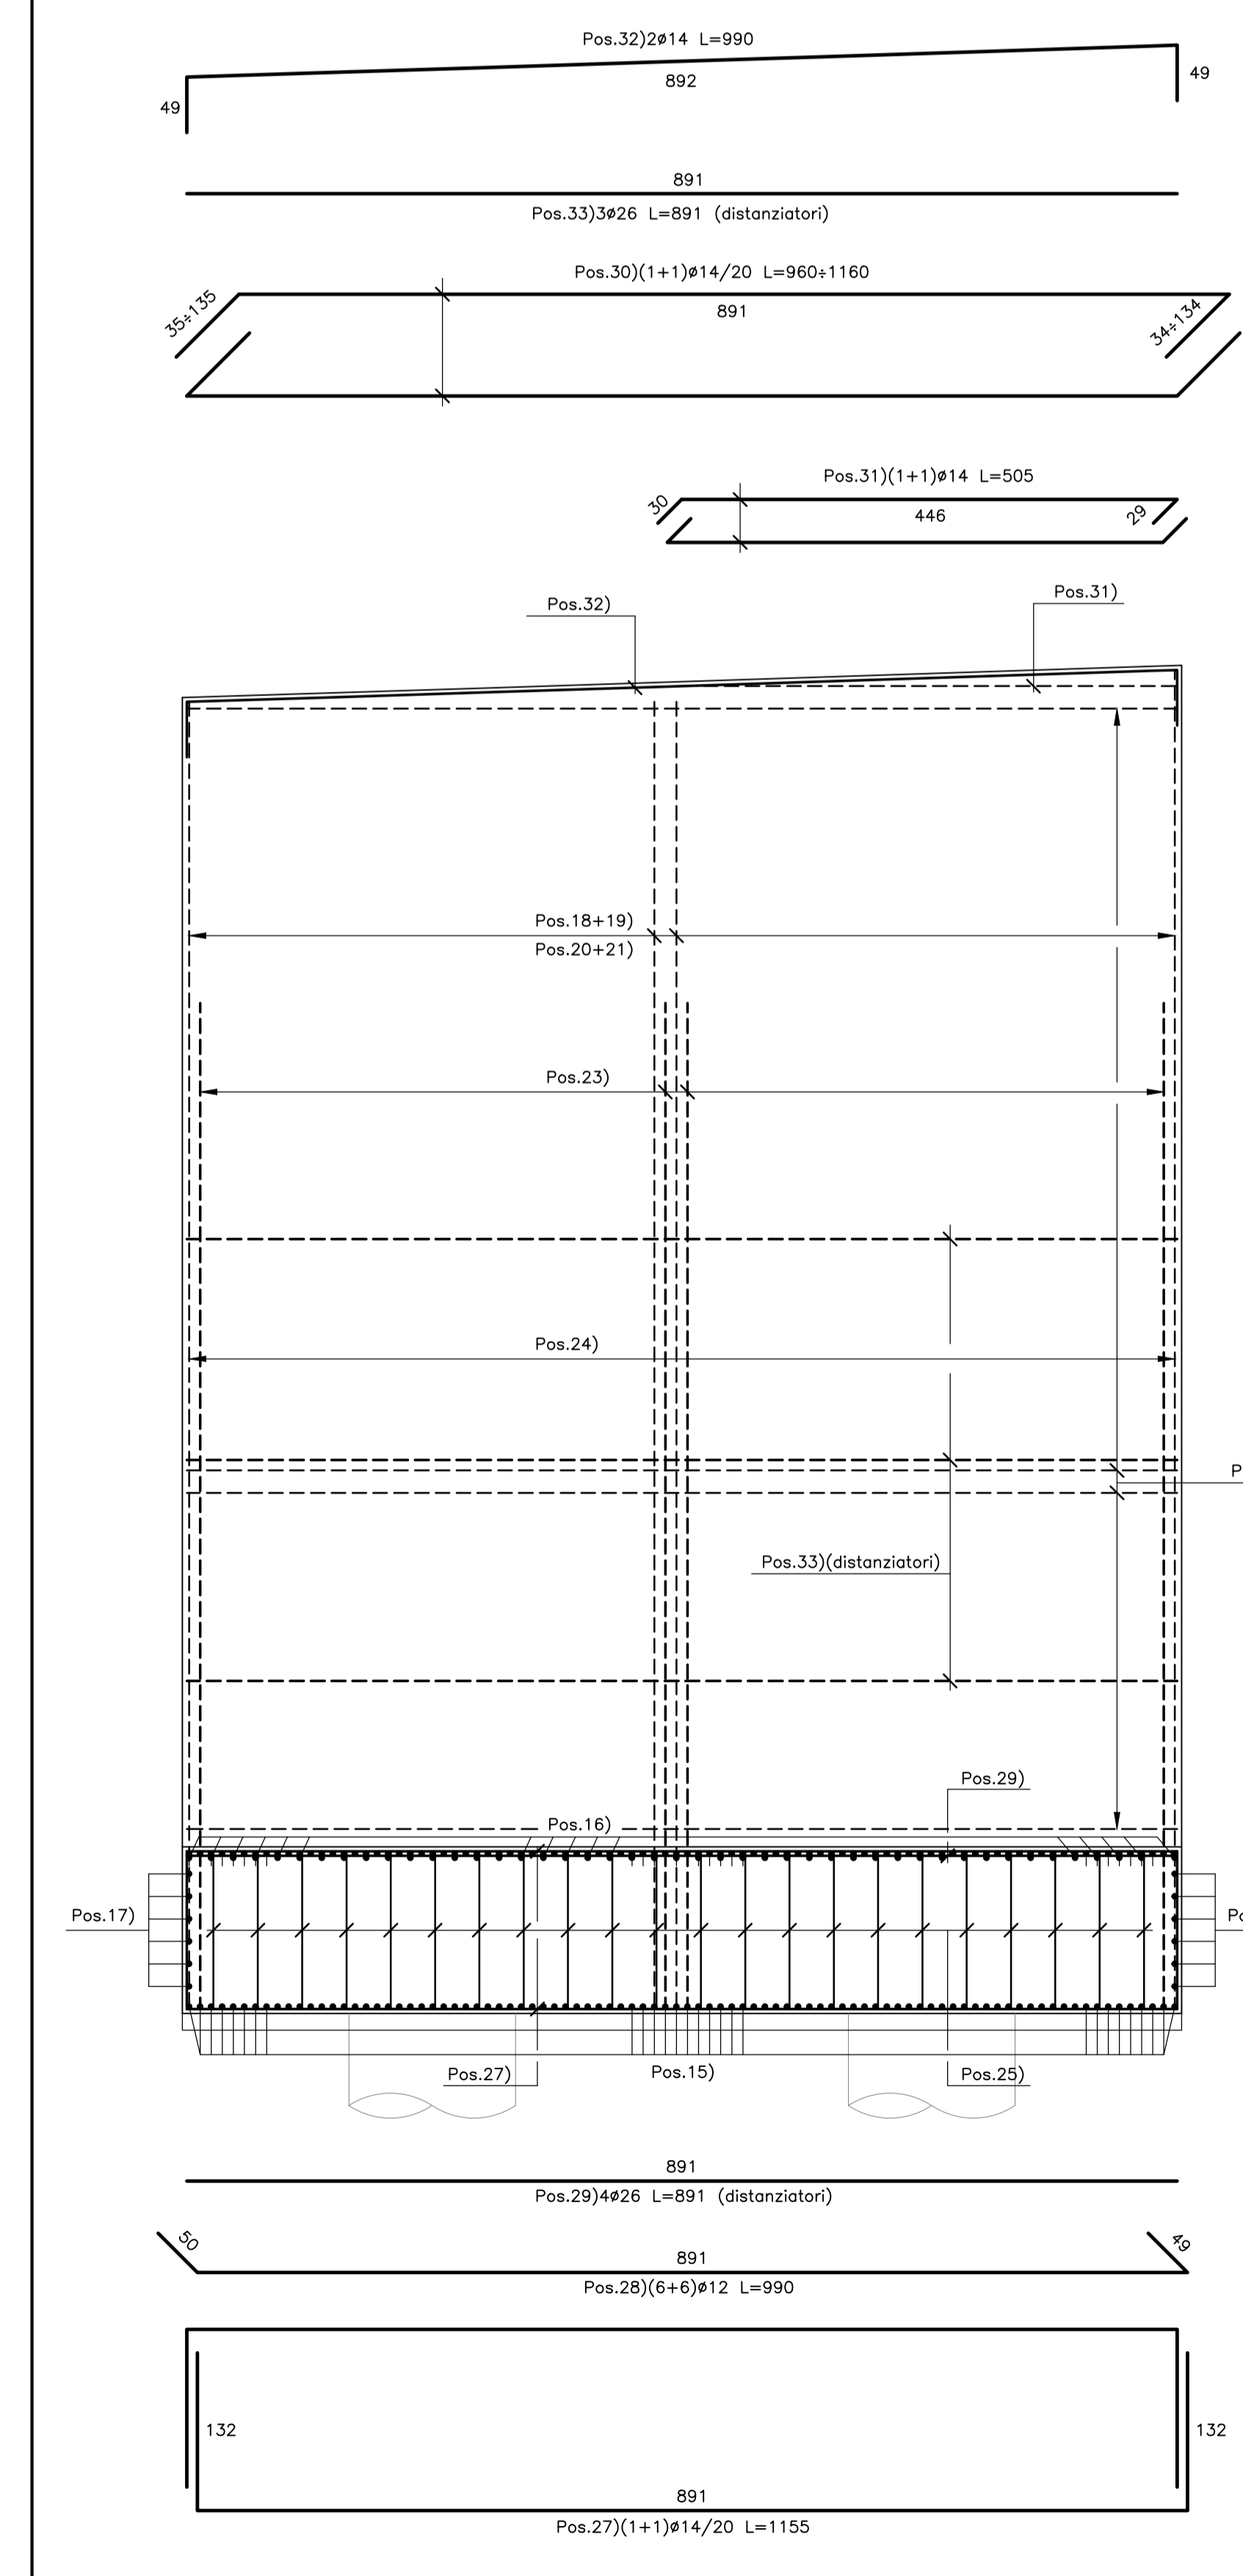 Pos.32)2ø14 L=990
892
49
49
891
Pos.33)3ø26 L=891 (distanziatori)
Pos.30)(1+1)ø14/20 L=960÷1160
35÷135
891
34÷134
Pos.31)(1+1)ø14 L=505
30
446
29
Pos.32)
Pos.31)
Pos.18+19)
Pos.20+21)
Pos.23)
Pos.24)
P
Pos.33)(distanziatori)
Pos.29)
Pos.16)
Pos.17)
Po
Pos.27)
Pos.15)
Pos.25)
891
Pos.29)4ø26 L=891 (distanziatori)
50
891
49
Pos.28)(6+6)ø12 L=990
132
132
891
Pos.27)(1+1)ø14/20 L=1155